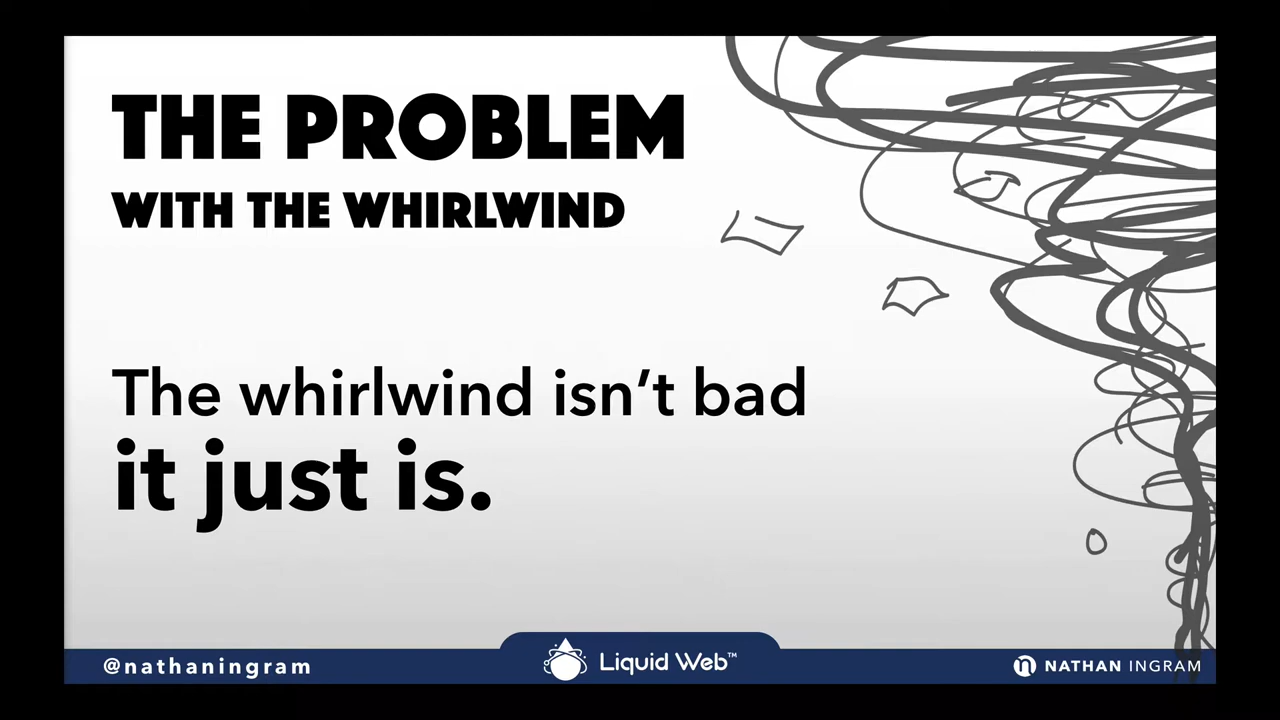 THE PROBLEM
WITH THE WHIRLWIND
The whirlwind isn’t bad
it just is.
@nathaningram
Liquid Web™
n NATHAN INGRAM